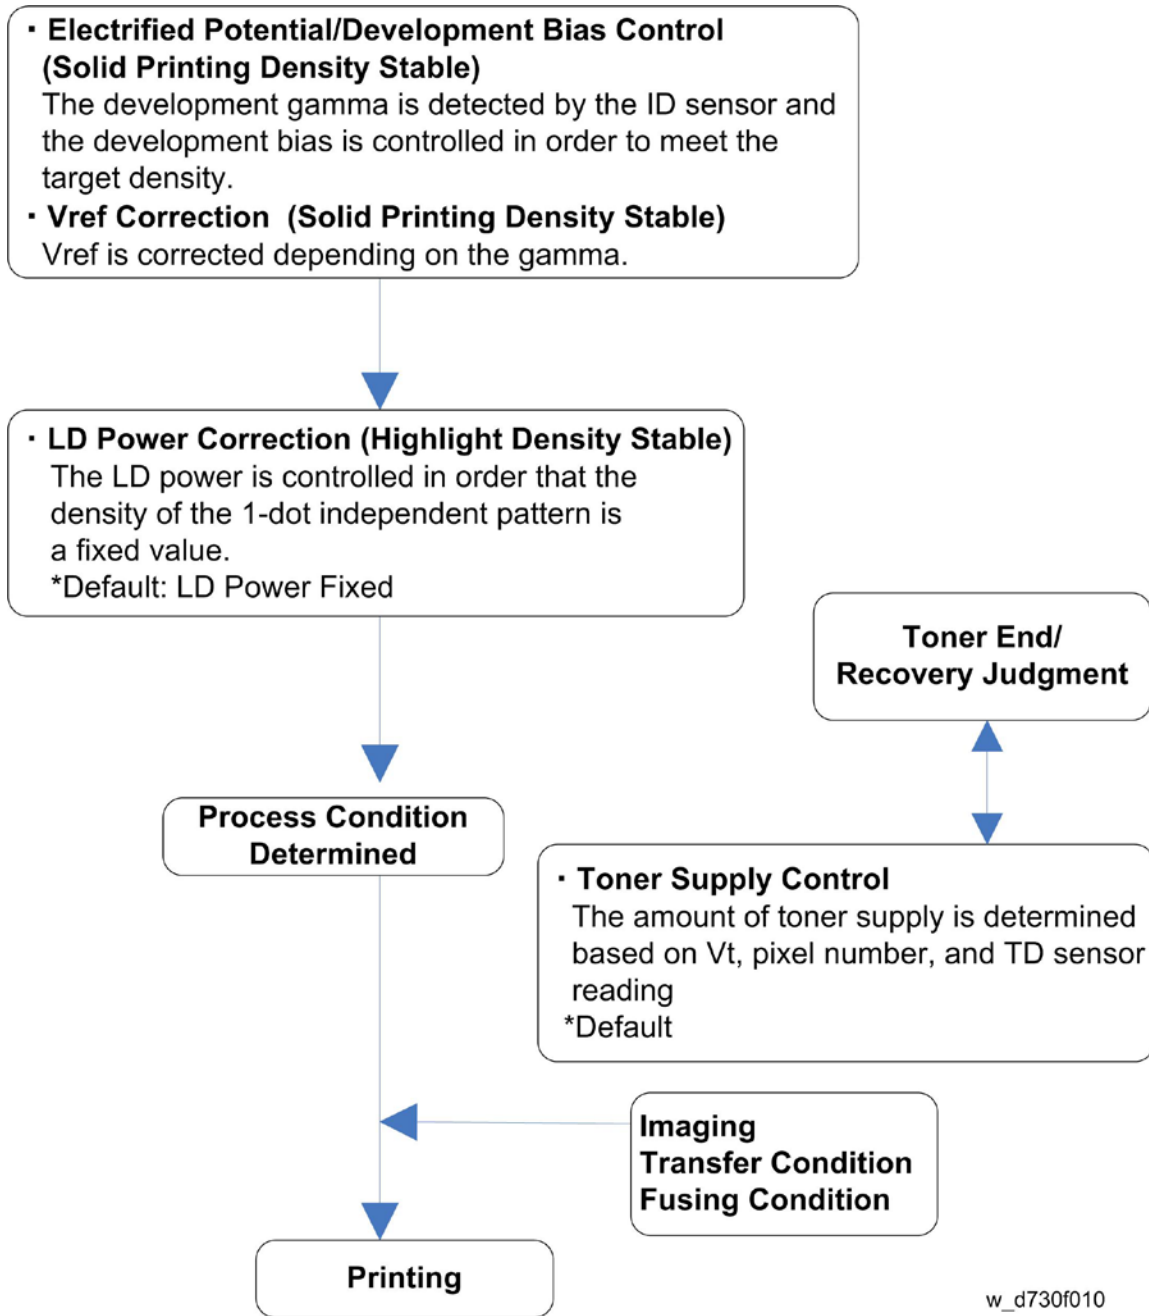 · Electrified Potential/Development Bias Control
(Solid Printing Density Stable)
The development gamma is detected by the ID sensor and
the development bias is controlled in order to meet the
target density.
· Vref Correction (Solid Printing Density Stable)
Vref is corrected depending on the gamma.
· LD Power Correction (Highlight Density Stable)
The LD power is controlled in order that the
density of the 1-dot independent pattern is
a fixed value.
*Default: LD Power Fixed
Toner End/
Recovery Judgment
Process Condition
Determined
· Toner Supply Control
The amount of toner supply is determined
based on Vt, pixel number, and TD sensor
reading
*Default
Imaging
Transfer Condition
Fusing Condition
Printing
w_d730f010